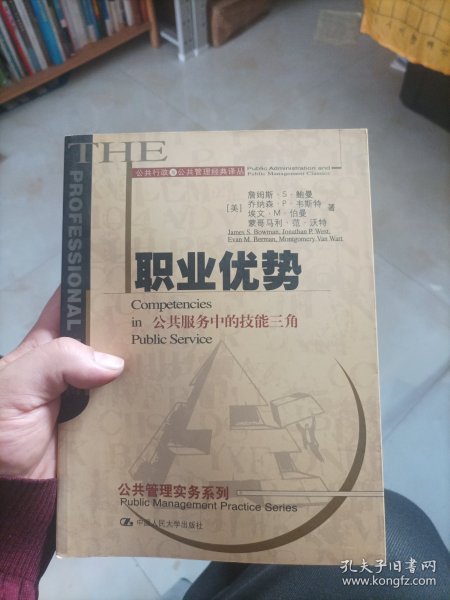 THE
PROFESSIONAL
公共行政与公共管理经典译丛
Public Administration and
Public Management Classics
[美]
詹姆斯·S·鲍曼
乔纳森·P·韦斯特
埃文·M·伯曼
蒙哥马利·范·沃特
著
James S. Bowman, Jonathan P. West,
Evan M. Berman, Montgomery Van Wart
职业优势
Competencies
in 公共服务中的技能三角
Public Service
公共管理实务系列
Public Management Practice Series
中国人民大学出版社
孔夫子旧书网
www.kongfz.com